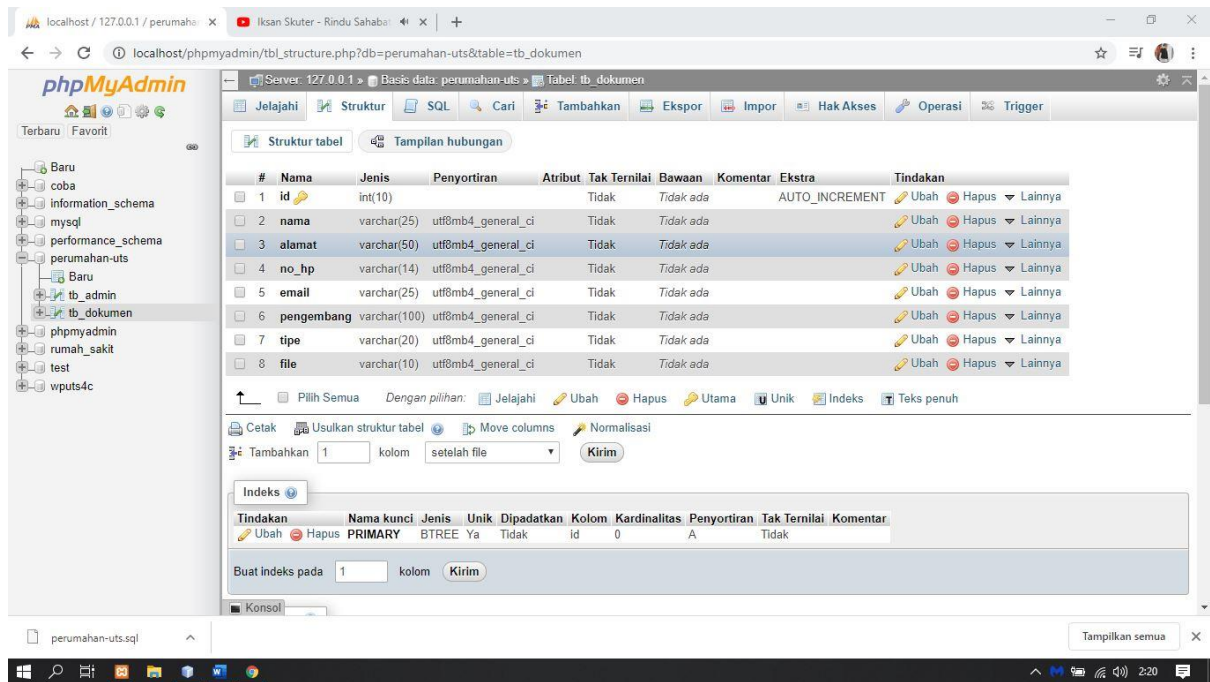 localhost / 127.0.0.1 / perumaha
Iksan Skuter - Rindu Sahabat
localhost/phpmyadmin/tbl_structure.php?db=perumahan-uts&table=tb_dokumen
phpMyAdmin
Terbaru Favorit
Baru
coba
information_schema
mysql
performance_schema
perumahan-uts
Baru
tb_admin
tb_dokumen
phpmyadmin
rumah_sakit
test
wputs4c
Server: 127.0.0.1 » Basis data: perumahan-uts » Tabel: tb_dokumen
Jelajahi Struktur SQL Cari Tambahkan Ekspor Impor Hak Akses Operasi Trigger
Struktur tabel Tampilan hubungan
# Nama Jenis Penyortiran Atribut Tak Ternilai Bawaan Komentar Ekstra Tindakan
1 id int(10) Tidak Tidak ada AUTO_INCREMENT Ubah Hapus Lainnya
2 nama varchar(25) utf8mb4_general_ci Tidak Tidak ada Ubah Hapus Lainnya
3 alamat varchar(50) utf8mb4_general_ci Tidak Tidak ada Ubah Hapus Lainnya
4 no_hp varchar(14) utf8mb4_general_ci Tidak Tidak ada Ubah Hapus Lainnya
5 email varchar(25) utf8mb4_general_ci Tidak Tidak ada Ubah Hapus Lainnya
6 pengembang varchar(100) utf8mb4_general_ci Tidak Tidak ada Ubah Hapus Lainnya
7 tipe varchar(20) utf8mb4_general_ci Tidak Tidak ada Ubah Hapus Lainnya
8 file varchar(10) utf8mb4_general_ci Tidak Tidak ada Ubah Hapus Lainnya
Pilih Semua Dengan pilihan: Jelajahi Ubah Hapus Utama Unik Indeks Teks penuh
Cetak Usulkan struktur tabel Move columns Normalisasi
Tambahkan 1 kolom setelah file Kirim
Indeks
Tindakan Nama kunci Jenis Unik Dipadatkan Kolom Kardinalitas Penyortiran Tak Ternilai Komentar
Ubah Hapus PRIMARY BTREE Ya Tidak id 0 A Tidak
Buat indeks pada 1 kolom Kirim
Konsol
perumahan-uts.sql
Tampilkan semua
2:20